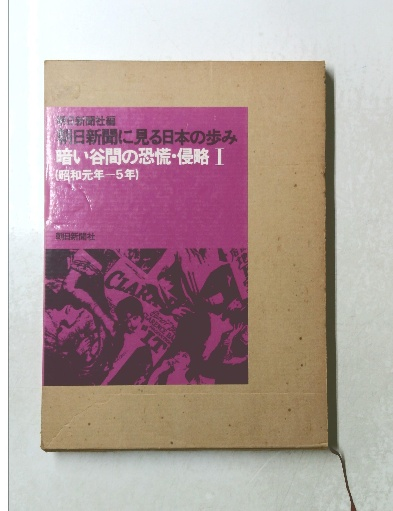 朝日新聞社編
朝日新聞に見る日本の歩み
暗い谷間の恐慌・侵略 I
(昭和元年—5年)
朝日新聞社
CLARK